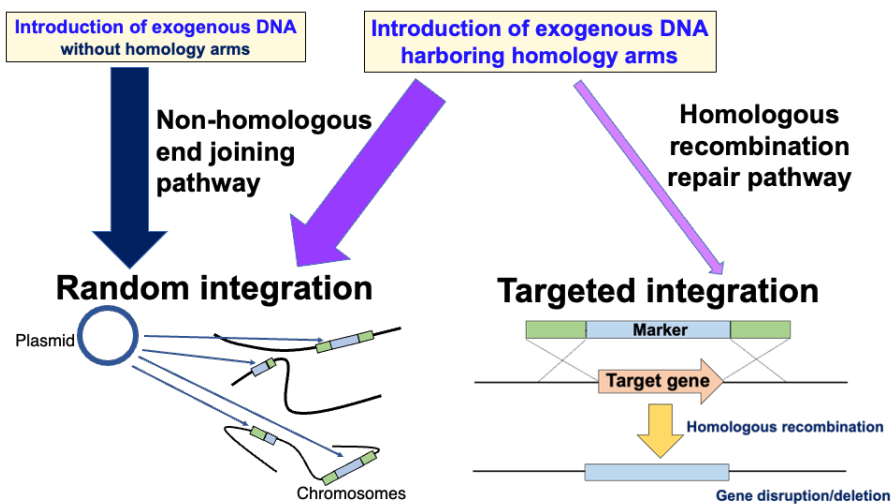 Introduction of exogenous DNA
without homology arms
Introduction of exogenous DNA
harboring homology arms
Non-homologous
end joining
pathway
Homologous
recombination
repair pathway
Random integration
Targeted integration
Plasmid
Marker
Target gene
Homologous recombination
Chromosomes
Gene disruption/deletion